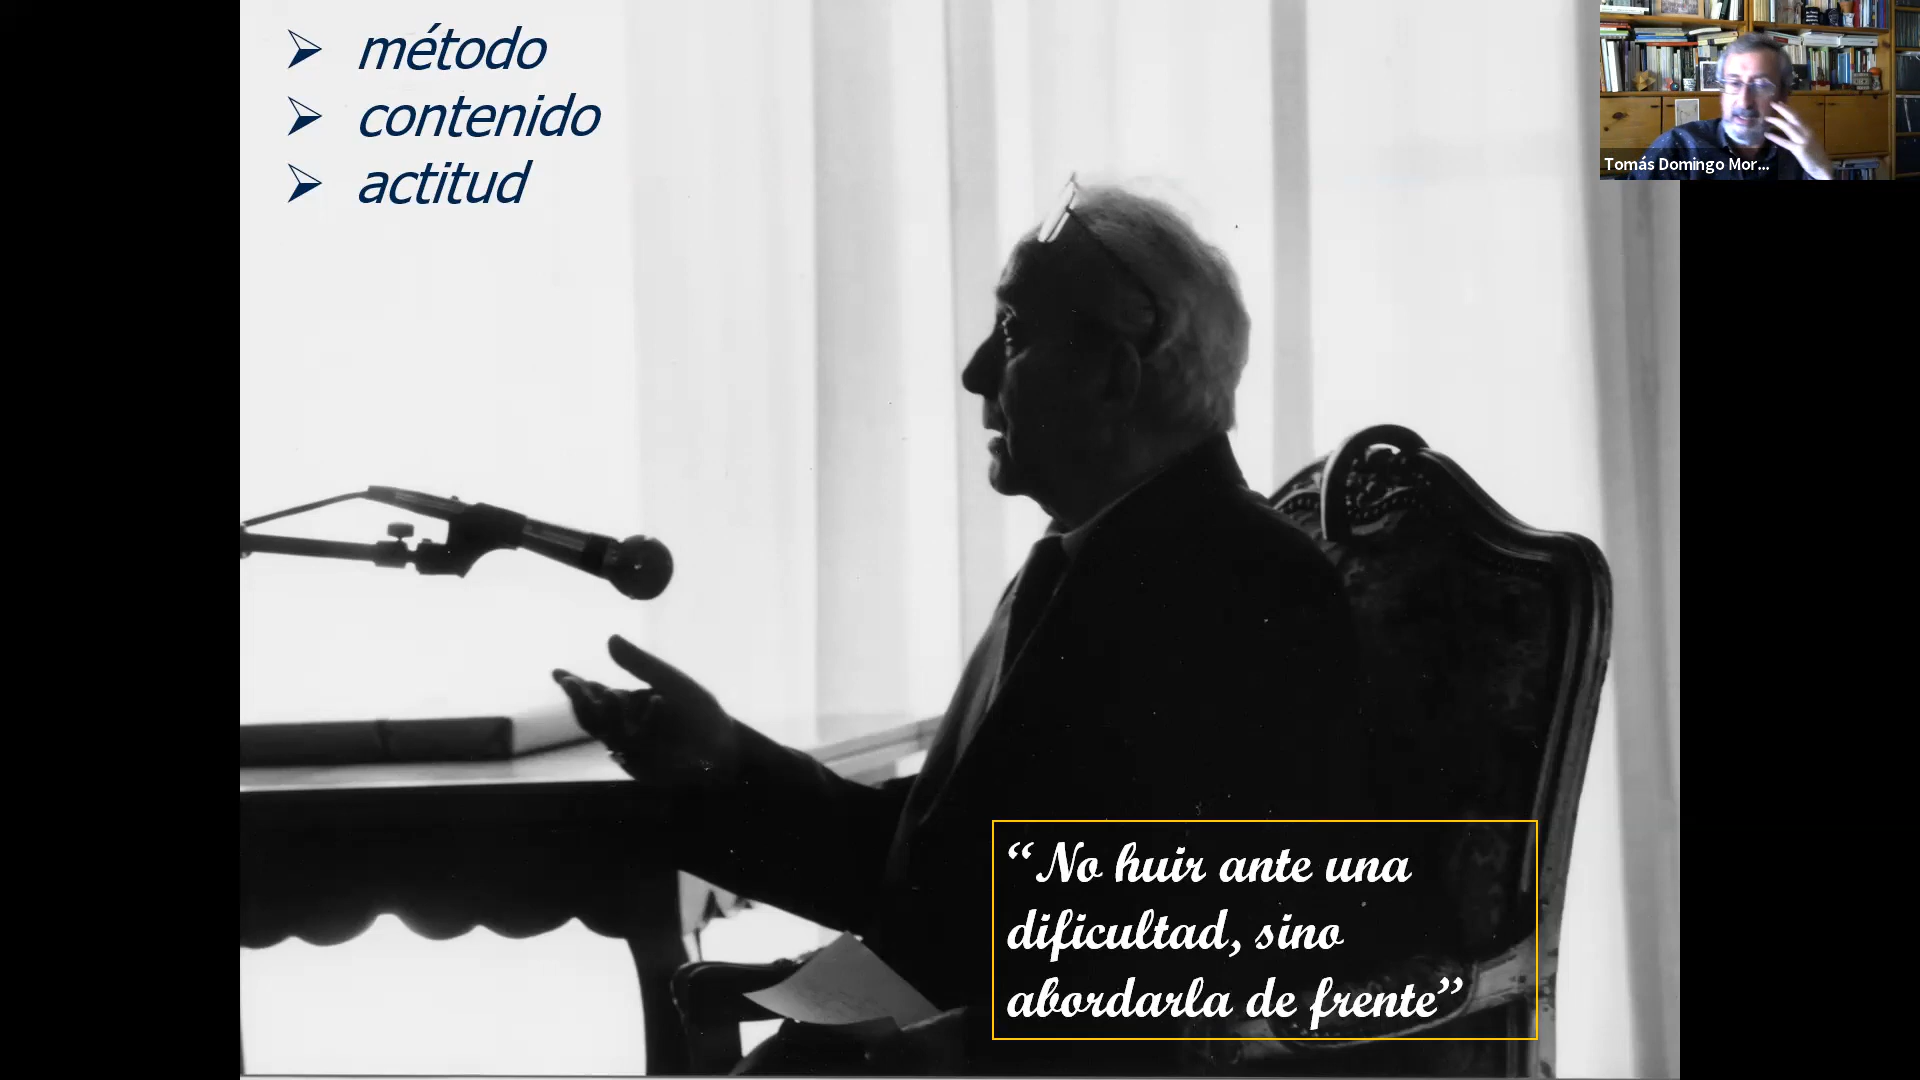 método
contenido
actitud
Tomás Domingo Mor...
“No huir ante una
dificultad, sino
abordarla de frente”